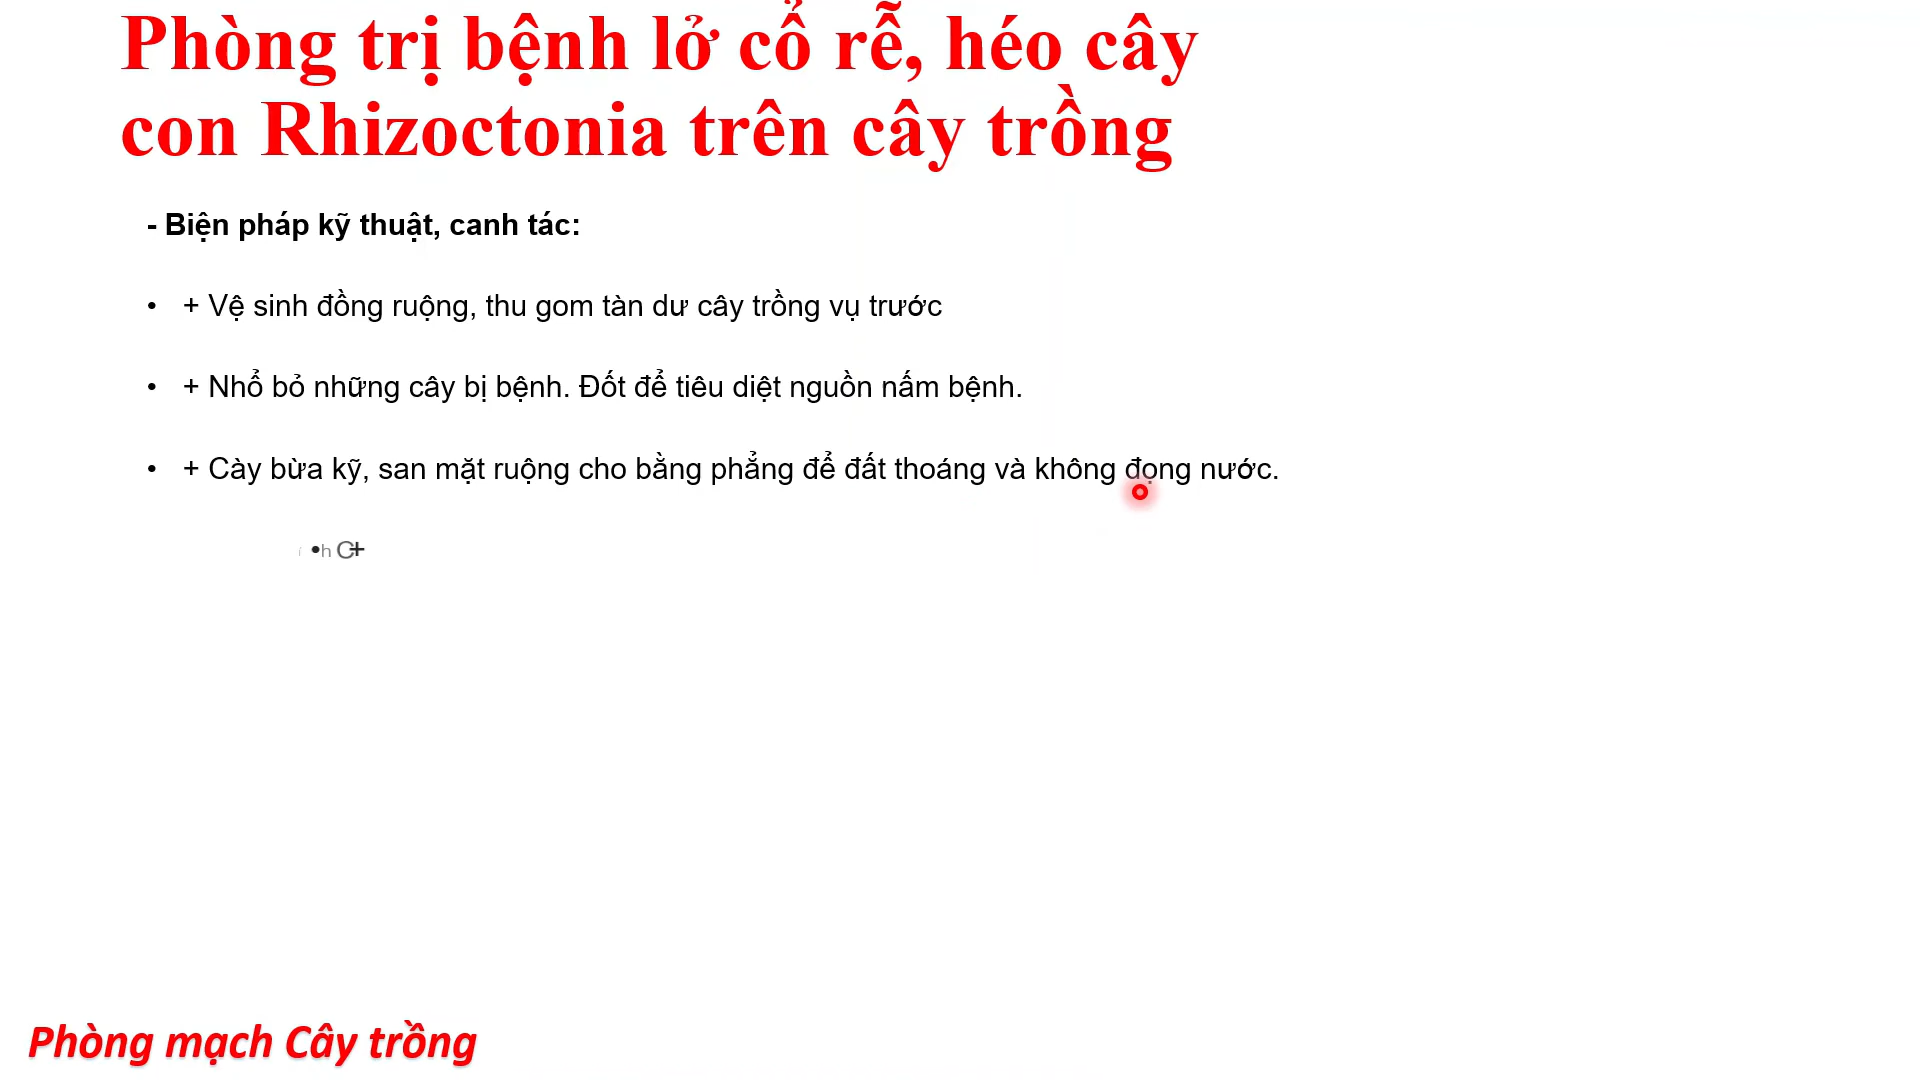 Phòng trị bệnh lở cổ rễ, héo cây
con Rhizoctonia trên cây trồng
- Biện pháp kỹ thuật, canh tác:
• + Vệ sinh đồng ruộng, thu gom tàn dư cây trồng vụ trước
• + Nhổ bỏ những cây bị bệnh. Đốt để tiêu diệt nguồn nấm bệnh.
• + Cày bừa kỹ, san mặt ruộng cho bằng phẳng để đất thoáng và không đọng nước.
Phòng mạch Cây trồng